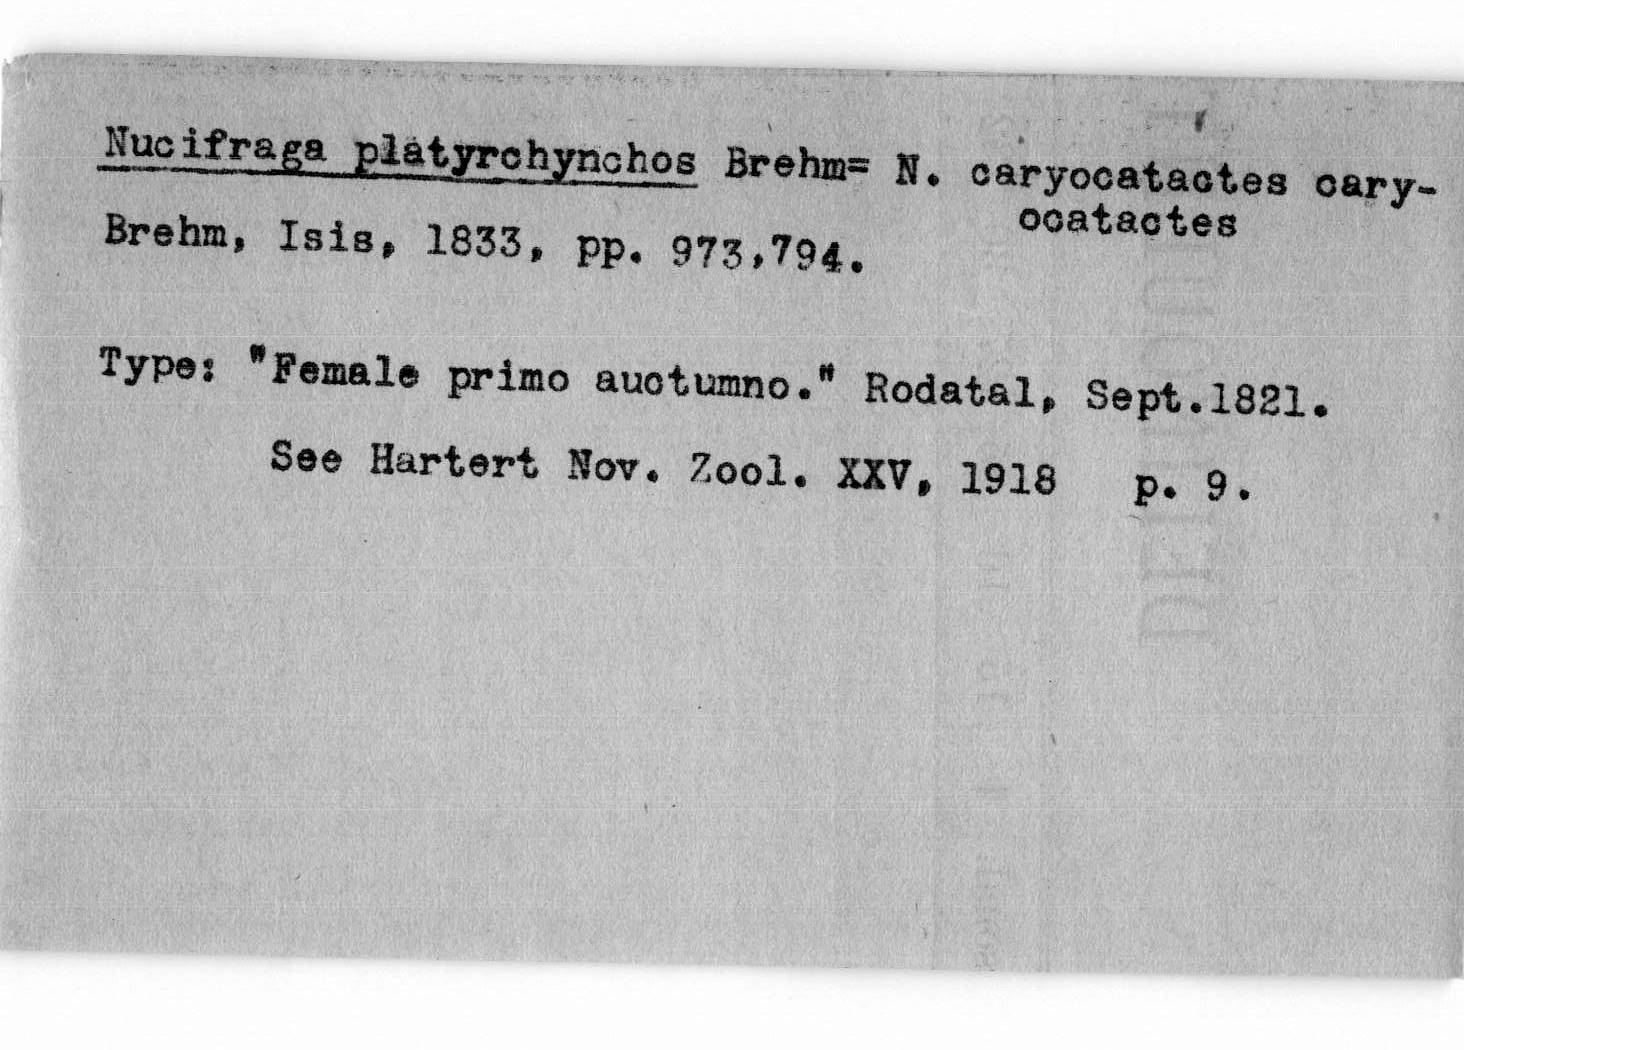 Nucifraga platyrchynchos Brehm= N. caryocatactes cary-
ocatactes
Brehm, Isis, 1833, pp. 973,794.
Type: "Female primo auctumno." Rodatal, Sept.1821.
See Hartert Nov. Zool. XXV, 1918 p. 9.